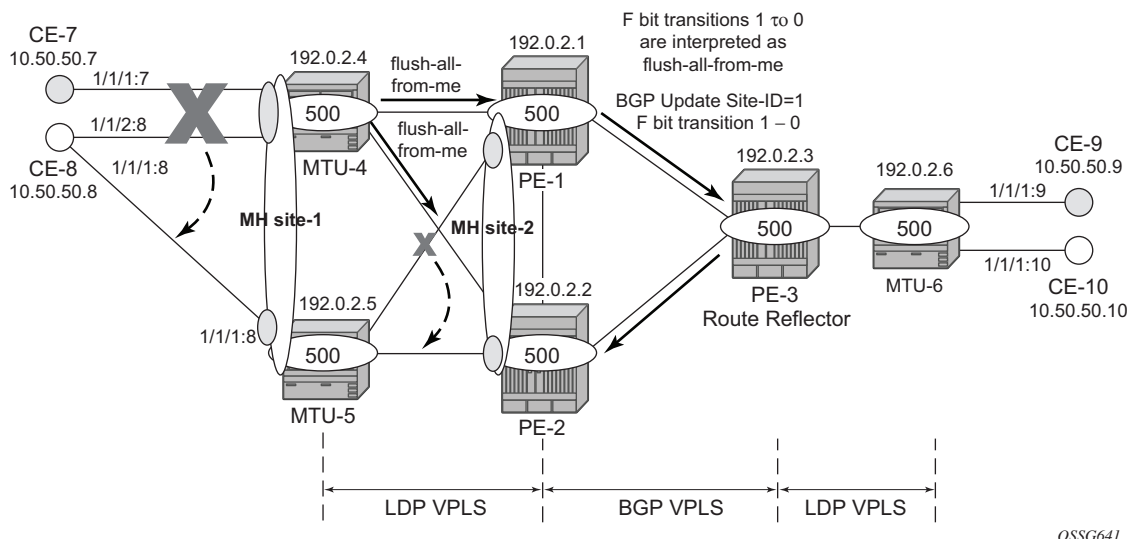 CE-7
10.50.50.7
1/1/1:7
1/1/2:8
CE-8
10.50.50.8
1/1/1:8
X
192.0.2.4
500
MTU-4
flush-all-
from-me
flush-all-
from-me
192.0.2.1
500
PE-1
F bit transitions 1 to 0
are interpreted as
flush-all-from-me
BGP Update Site-ID=1
F bit transition 1 – 0
MH site-1
MH site-2
X
192.0.2.3
500
PE-3
Route Reflector
192.0.2.6
500
MTU-6
1/1/1:9
CE-9
10.50.50.9
1/1/1:10
CE-10
10.50.50.10
192.0.2.5
1/1/1:8
500
MTU-5
192.0.2.2
500
PE-2
LDP VPLS
BGP VPLS
LDP VPLS
OSSG641